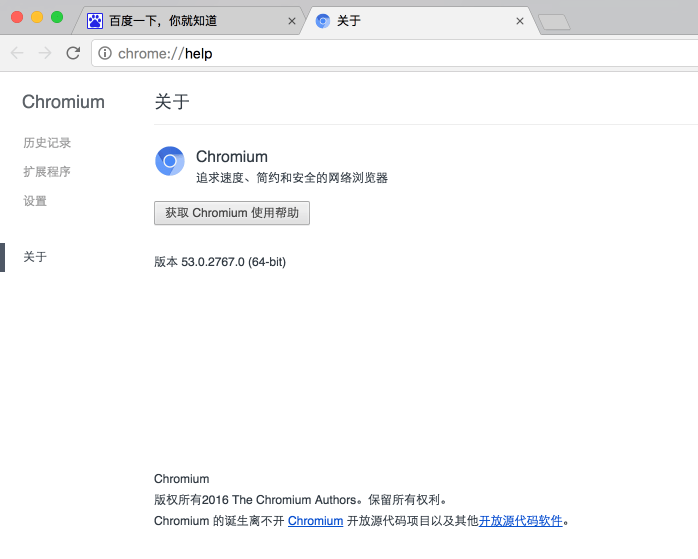 百度一下，你就知道
关于
chrome://help
Chromium
关于
历史记录
扩展程序
设置
关于
Chromium
追求速度、简约和安全的网络浏览器
获取 Chromium 使用帮助
版本 53.0.2767.0 (64-bit)
Chromium
版权所有2016 The Chromium Authors。保留所有权利。
Chromium 的诞生离不开 Chromium 开放源代码项目以及其他开放源代码软件。